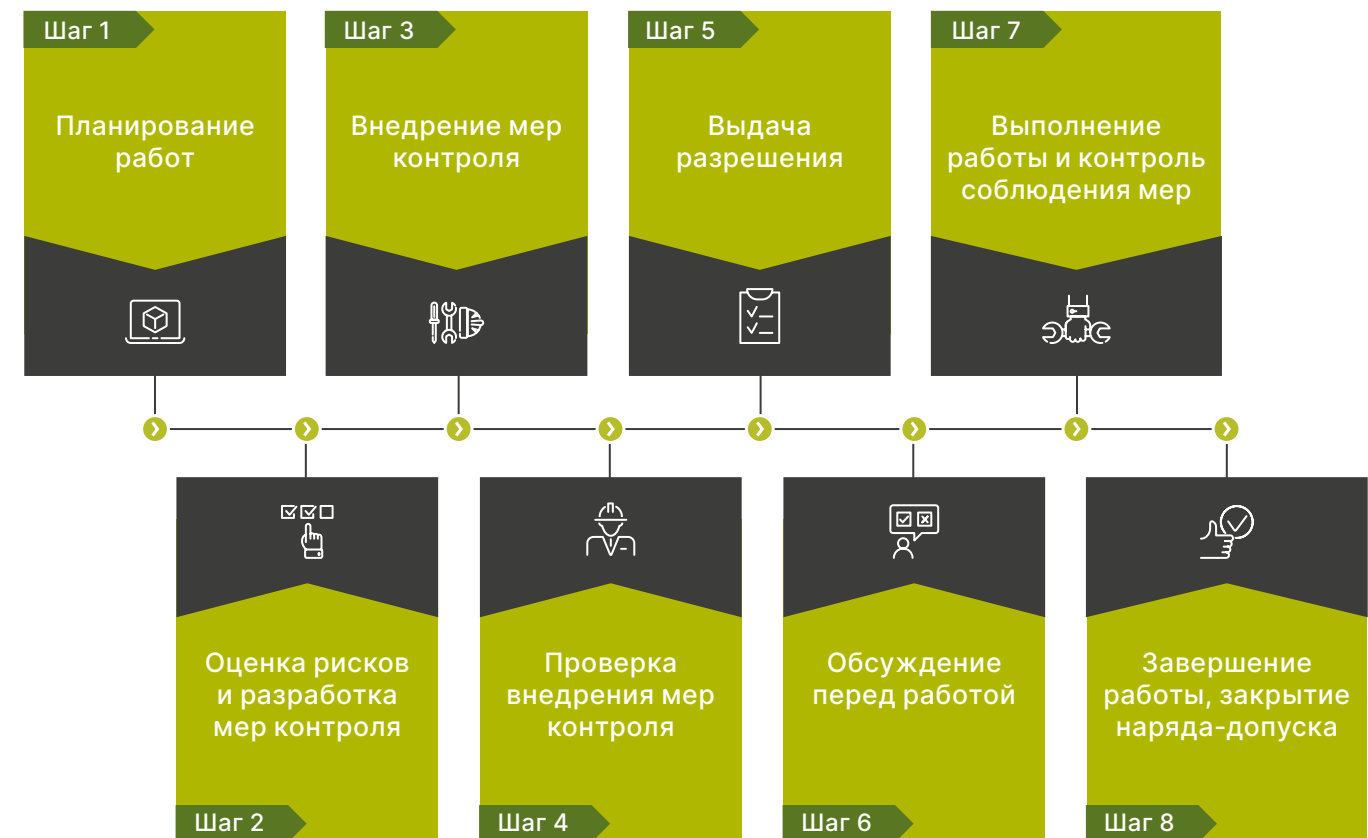 Шаг 1
Планирование
работ
Шаг 3
Внедрение мер
контроля
Шаг 5
Выдача
разрешения
Шаг 7
Выполнение
работы и контроль
соблюдения мер
Оценка рисков
и разработка
мер контроля
Шаг 2
Проверка
внедрения мер
контроля
Шаг 4
Обсуждение
перед работой
Шаг 6
Завершение
работы, закрытие
наряда-допуска
Шаг 8